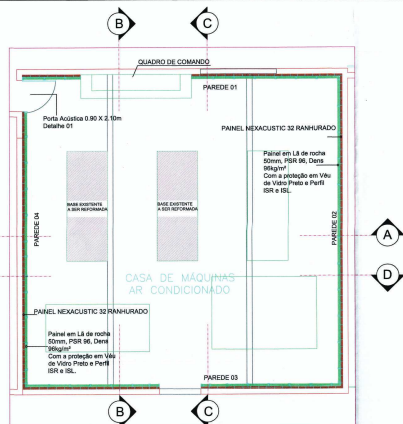 B
C
QUADRO DE COMANDO
PAREDE 01
Porta Acústica 0.90 X 2.10m
Detalhe 01
PAINEL NEXACUSTIC 32 RANHURADO
Painel em Lã de rocha
50mm, PSR 96, Dens
96kg/m³
Com a proteção em Véu
de Vidro Preto e Perfil
ISR e ISL.
BASE EXISTENTE
A SER REFORMADA
BASE EXISTENTE
A SER REFORMADA
PAREDE 04
PAREDE 02
A
D
CASA DE MÁQUINAS
AR CONDICIONADO
PAINEL NEXACUSTIC 32 RANHURADO
Painel em Lã de rocha
50mm, PSR 96, Dens
96kg/m³
Com a proteção em Véu
de Vidro Preto e Perfil
ISR e ISL.
PAREDE 03
B
C